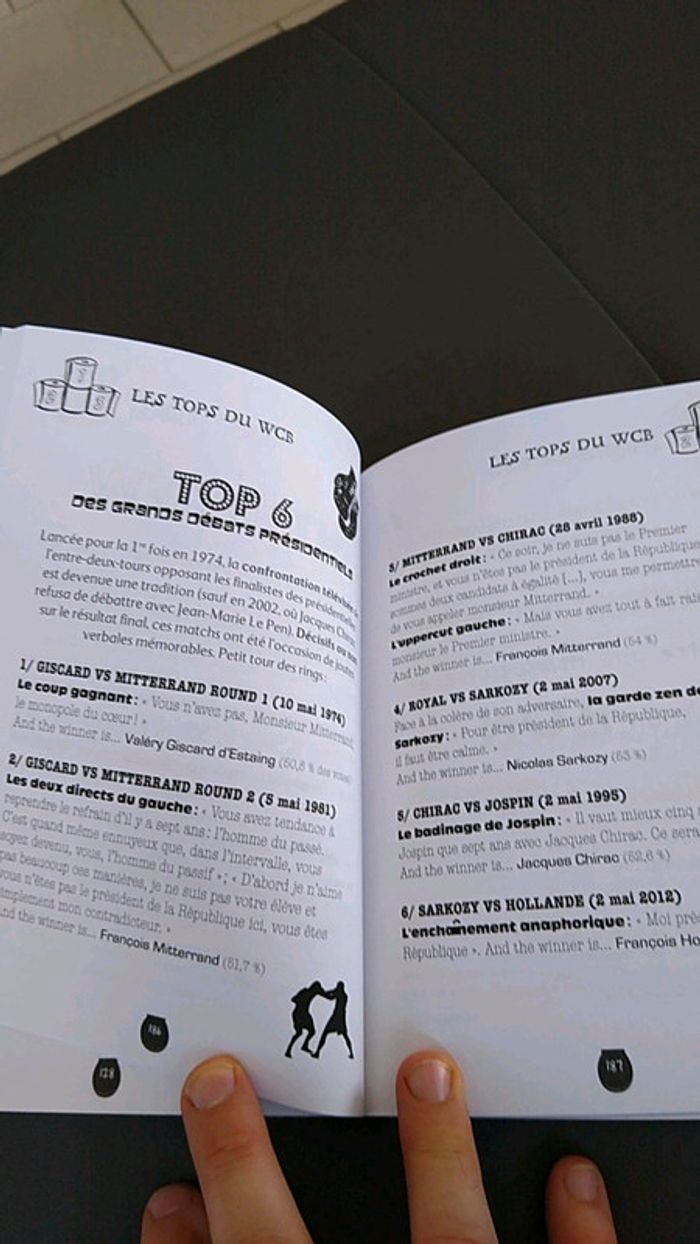 LES TOPS DU WCB
TOP 6
DES GRANDS DÉBATS PRÉSIDENTIELS
Lancée pour la 1re fois en 1974, la confrontation télévisée
l'entre-deux-tours opposant les finalistes des présidentielles
est devenue une tradition (sauf en 2002, où Jacques Chirac
refusa de débattre avec Jean-Marie Le Pen). Décisifs ou non
sur le résultat final, ces matchs ont été l'occasion de joutes
verbales mémorables. Petit tour des rings :
1/ GISCARD VS MITTERRAND ROUND 1 (10 mai 1974)
Le coup gagnant : « Vous n'avez pas, Monsieur Mitterrand,
le monopole du cœur ! »
And the winner is... Valéry Giscard d'Estaing (50,8 % des votes)
2/ GISCARD VS MITTERRAND ROUND 2 (5 mai 1981)
Les deux directs du gauche : « Vous avez tendance à
reprendre le refrain d'il y a sept ans : l'homme du passé.
C'est quand même ennuyeux que, dans l'intervalle, vous
soyez devenu, vous, l'homme du passif » ; « D'abord je n'aime
pas beaucoup ces manières, je ne suis pas votre élève et
vous n'êtes pas le président de la République ici, vous êtes
simplement mon contradicteur. »
And the winner is... François Mitterrand (51,7 %)
186
128
LES TOPS DU WCB
3/ MITTERRAND VS CHIRAC (28 avril 1988)
Le crochet droit : « Ce soir, je ne suis pas le Premier
ministre, et vous n'êtes pas le président de la République
sommes deux candidats à égalité [...], vous me permettrez
de vous appeler monsieur Mitterrand. »
L'uppercut gauche : « Mais vous avez tout à fait raison
monsieur le Premier ministre. »
And the winner is... François Mitterrand (54 %)
4/ ROYAL VS SARKOZY (2 mai 2007)
Face à la colère de son adversaire, la garde zen de
Sarkozy : « Pour être président de la République,
il faut être calme. »
And the winner is... Nicolas Sarkozy (53 %)
5/ CHIRAC VS JOSPIN (2 mai 1995)
Le badinage de Jospin : « Il vaut mieux cinq
Jospin que sept ans avec Jacques Chirac. Ce sera
And the winner is... Jacques Chirac (52,6 %)
6/ SARKOZY VS HOLLANDE (2 mai 2012)
L'enchaînement anaphorique : « Moi
République ». And the winner is... François
187